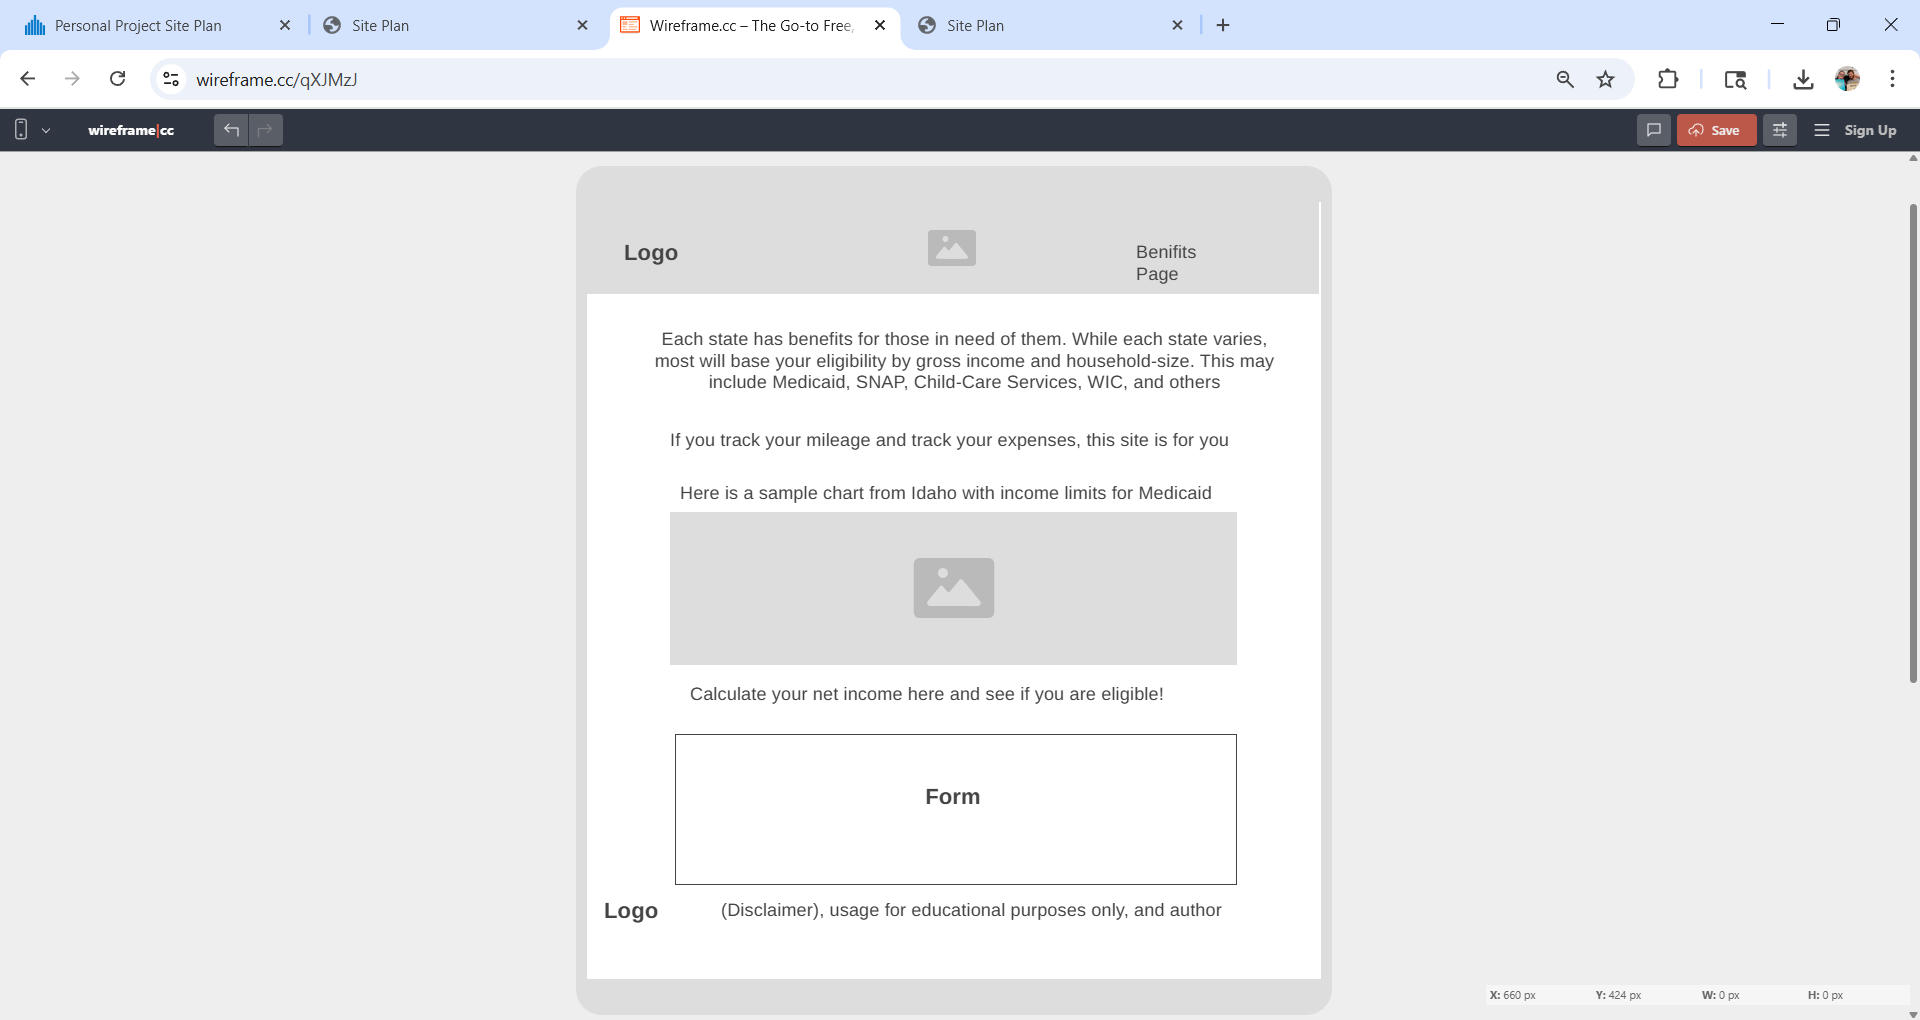 Personal Project Site Plan
Site Plan
Wireframe.cc – The Go-to Free,
Site Plan
wireframe.cc/qXJMzJ
wireframe|cc
Save
Sign Up
Logo
Benifits
Page
Each state has benefits for those in need of them. While each state varies,
most will base your eligibility by gross income and household-size. This may
include Medicaid, SNAP, Child-Care Services, WIC, and others
If you track your mileage and track your expenses, this site is for you
Here is a sample chart from Idaho with income limits for Medicaid
Calculate your net income here and see if you are eligible!
Form
Logo
(Disclaimer), usage for educational purposes only, and author
X: 660 px Y: 424 px W: 0 px H: 0 px